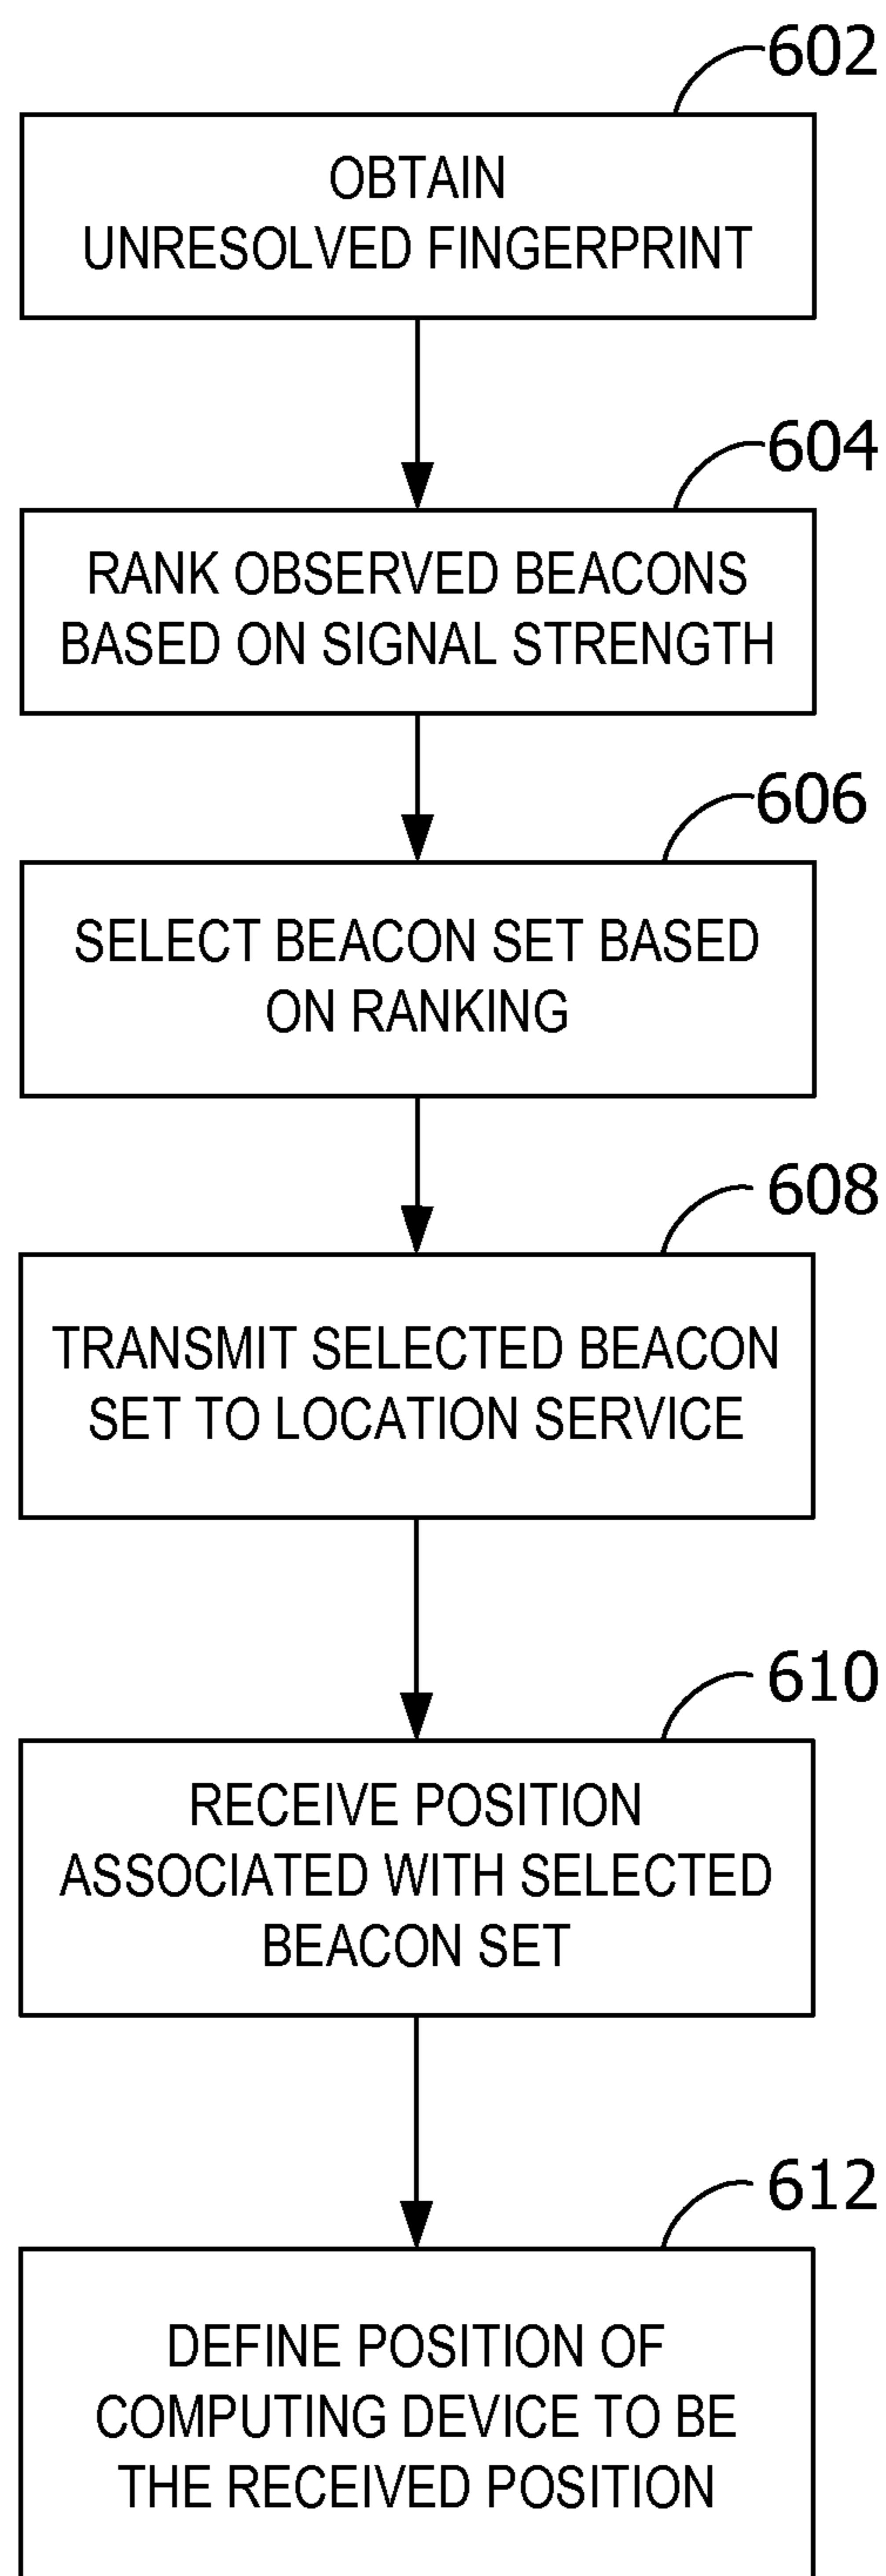 602
OBTAIN
UNRESOLVED FINGERPRINT
604
RANK OBSERVED BEACONS
BASED ON SIGNAL STRENGTH
606
SELECT BEACON SET BASED
ON RANKING
608
TRANSMIT SELECTED BEACON
SET TO LOCATION SERVICE
610
RECEIVE POSITION
ASSOCIATED WITH SELECTED
BEACON SET
612
DEFINE POSITION OF
COMPUTING DEVICE TO BE
THE RECEIVED POSITION